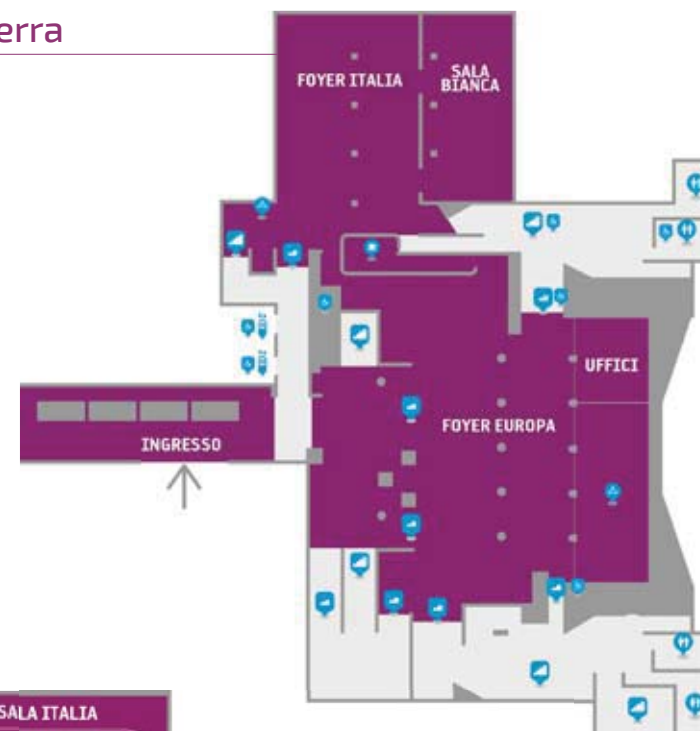 erra
FOYER ITALIA
SALA
BIANCA
UFFICI
FOYER EUROPA
INGRESSO
SALA ITALIA